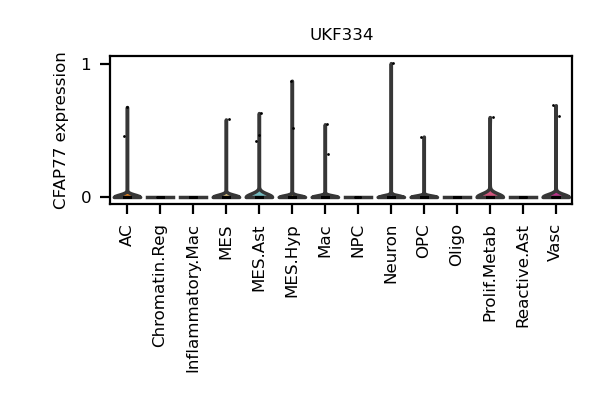 UKF334
CFAP77 expression
1
0
AC
Chromatin.Reg
Inflammatory.Mac
MES
MES.Ast
MES.Hyp
Mac
NPC
Neuron
OPC
Oligo
Prolif.Metab
Reactive.Ast
Vasc